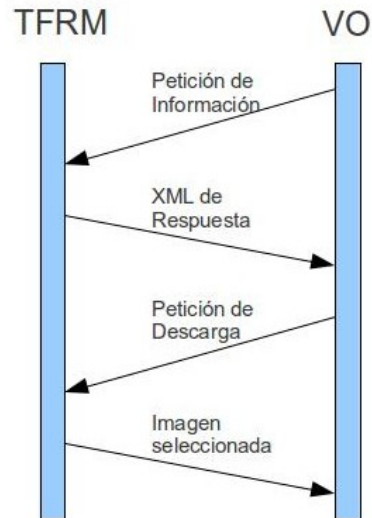 TFRM VO
Petición de
Información
XML de
Respuesta
Petición de
Descarga
Imagen
seleccionada